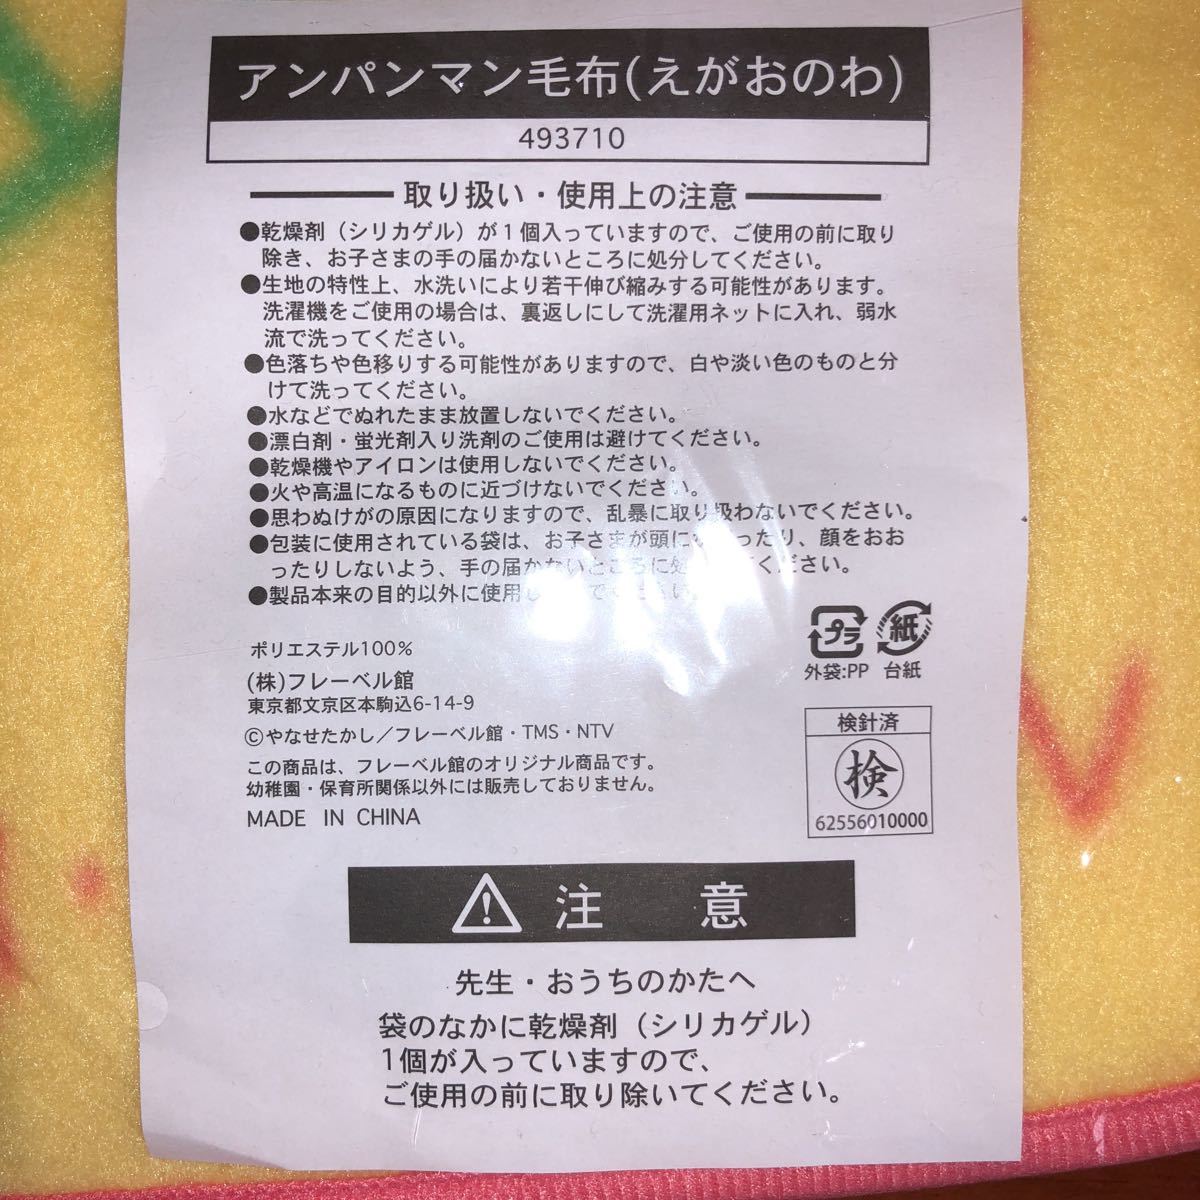 アンパンマン毛布(えがおのわ)
493710
取り扱い・使用上の注意
●乾燥剤(シリカゲル)が1個入っていますので、ご使用の前に取り
除き、お子さまの手の届かないところに処分してください。
●生地の特性上、水洗いにより若干伸び縮みする可能性があります。
洗濯機をご使用の場合は、裏返しにして洗濯用ネットに入れ、弱水
流で洗ってください。
●色落ちや色移りする可能性がありますので、白や淡い色のものと分
けて洗ってください。
●水などでぬれたまま放置しないでください。
●漂白剤・蛍光剤入り洗剤のご使用は避けてください。
●乾燥機やアイロンは使用しないでください。
●火や高温になるものに近づけないでください。
●思わぬけがの原因になりますので、乱暴に取り扱わないでください。
●包装に使用されている袋は、お子さまが頭に ったり、顔をおお
ったりしないよう、手の届かないところに処 てください。
●製品本来の目的以外に使用し でください。
ポリエステル100%
(株)フレーベル館
東京都文京区本駒込6-14-9
©やなせたかし/フレーベル館・TMS・NTV
この商品は、フレーベル館のオリジナル商品です。
幼稚園・保育所関係以外には販売しておりません。
MADE IN CHINA
プラ 紙
外袋:PP 台紙
検針済
検
62556010000
注 意
先生・おうちのかたへ
袋のなかに乾燥剤(シリカゲル)
1個が入っていますので、
ご使用の前に取り除いてください。